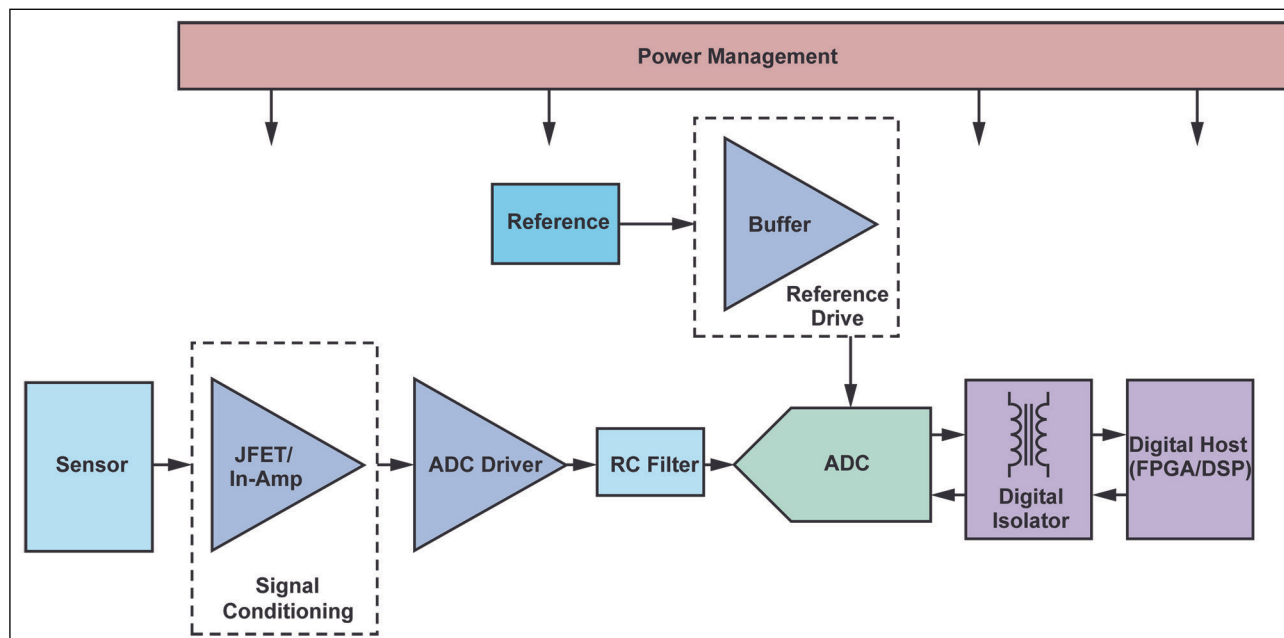 Power Management
Reference
Buffer
Reference
Drive
Sensor
JFET/
In-Amp
Signal
Conditioning
ADC Driver
RC Filter
ADC
Digital
Isolator
Digital Host
(FPGA/DSP)